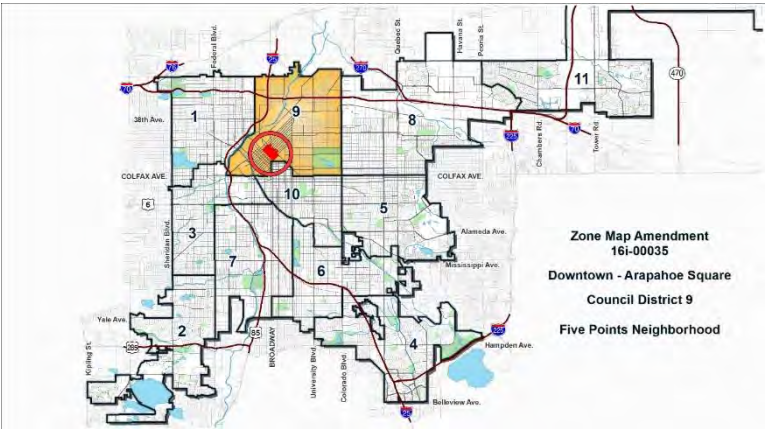 Federal Blvd.
Quebec St.
Havana St.
Peoria St.
76
25
270
70
470
11
38th Ave.
1
9
8
225
Chambers Rd.
70
Tower Rd.
COLFAX AVE.
COLFAX AVE.
6
10
5
Sheridan Blvd.
3
Alameda Ave.
7
6
Mississippi Ave.
Yale Ave.
2
85
285
BROADWAY
University Blvd.
Colorado Blvd.
4
225
Hampden Ave.
Kipling St.
25
Belleview Ave.
Zone Map Amendment
16i-00035
Downtown - Arapahoe Square
Council District 9
Five Points Neighborhood